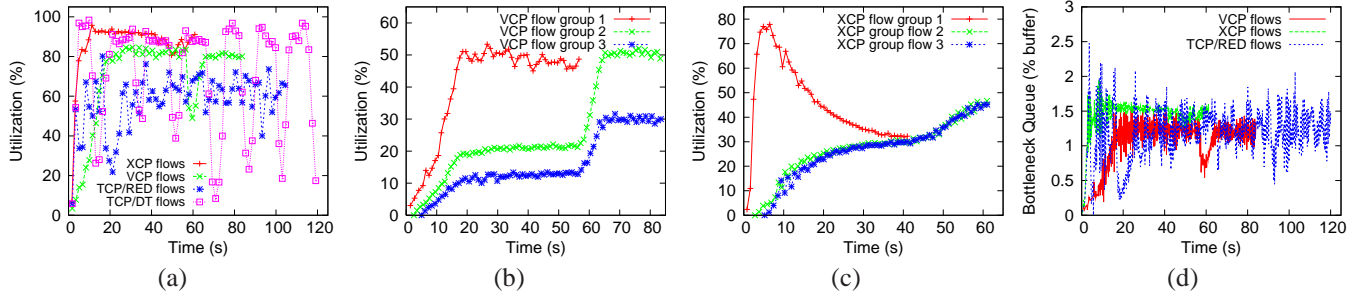 Utilization (%)
100
80
60
40
20
0
0 20 40 60 80 100 120
Time (s)
XCP flows
VCP flows
TCP/RED flows
TCP/DT flows
(a)
Utilization (%)
60
50
40
30
20
10
0
0 10 20 30 40 50 60 70 80
Time (s)
VCP flow group 1
VCP flow group 2
VCP flow group 3
(b)
Utilization (%)
80
70
60
50
40
30
20
10
0
0 10 20 30 40 50 60
Time (s)
XCP flow group 1
XCP group flow 2
XCP group flow 3
(c)
Bottleneck Queue (% buffer)
3
2.5
2
1.5
1
0.5
0
0 20 40 60 80 100 120
Time (s)
VCP flows
XCP flows
TCP/RED flows
(d)